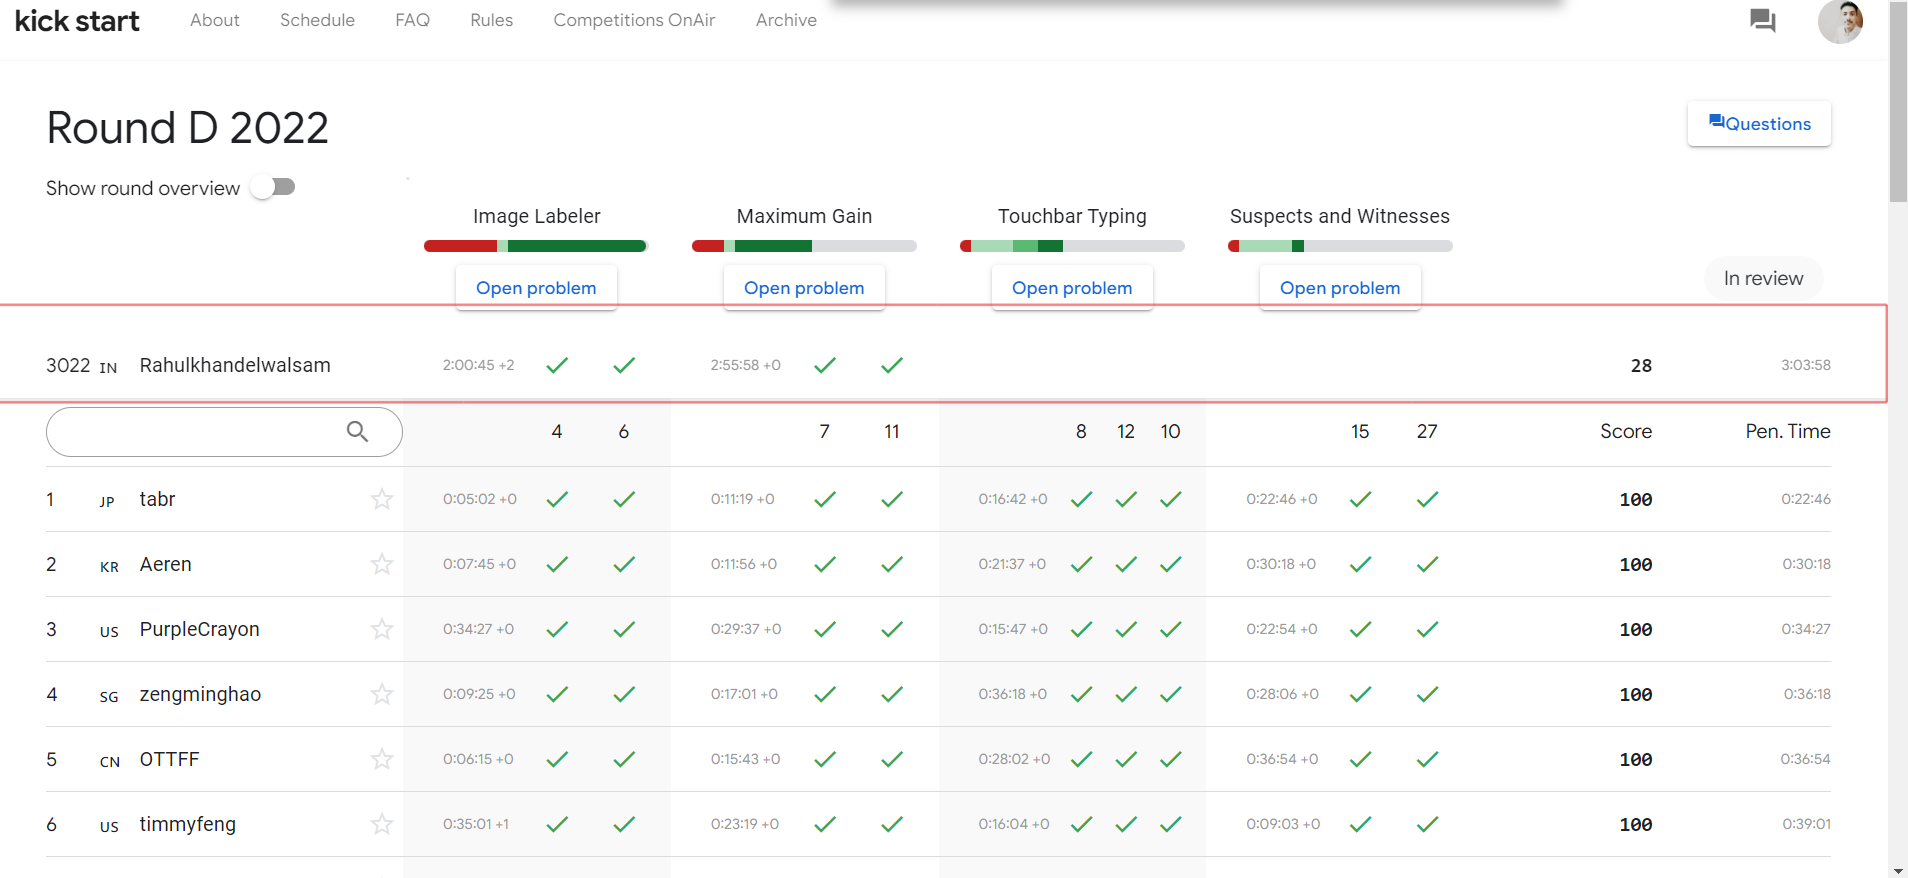 kick start About Schedule FAQ Rules Competitions OnAir Archive
Round D 2022
Questions
Show round overview
Image Labeler Maximum Gain Touchbar Typing Suspects and Witnesses
Open problem Open problem Open problem Open problem In review
3022 IN Rahulkhandelwalsam 2:00:45 +2 2:55:58 +0 28 3:03:58
4 6 7 11 8 12 10 15 27 Score Pen. Time
1 JP tabr 0:05:02 +0 0:11:19 +0 0:16:42 +0 0:22:46 +0 100 0:22:46
2 KR Aeren 0:07:45 +0 0:11:56 +0 0:21:37 +0 0:30:18 +0 100 0:30:18
3 US PurpleCrayon 0:34:27 +0 0:29:37 +0 0:15:47 +0 0:22:54 +0 100 0:34:27
4 SG zengminghao 0:09:25 +0 0:17:01 +0 0:36:18 +0 0:28:06 +0 100 0:36:18
5 CN OTTFF 0:06:15 +0 0:15:43 +0 0:28:02 +0 0:36:54 +0 100 0:36:54
6 US timmyfeng 0:35:01 +1 0:23:19 +0 0:16:04 +0 0:09:03 +0 100 0:39:01